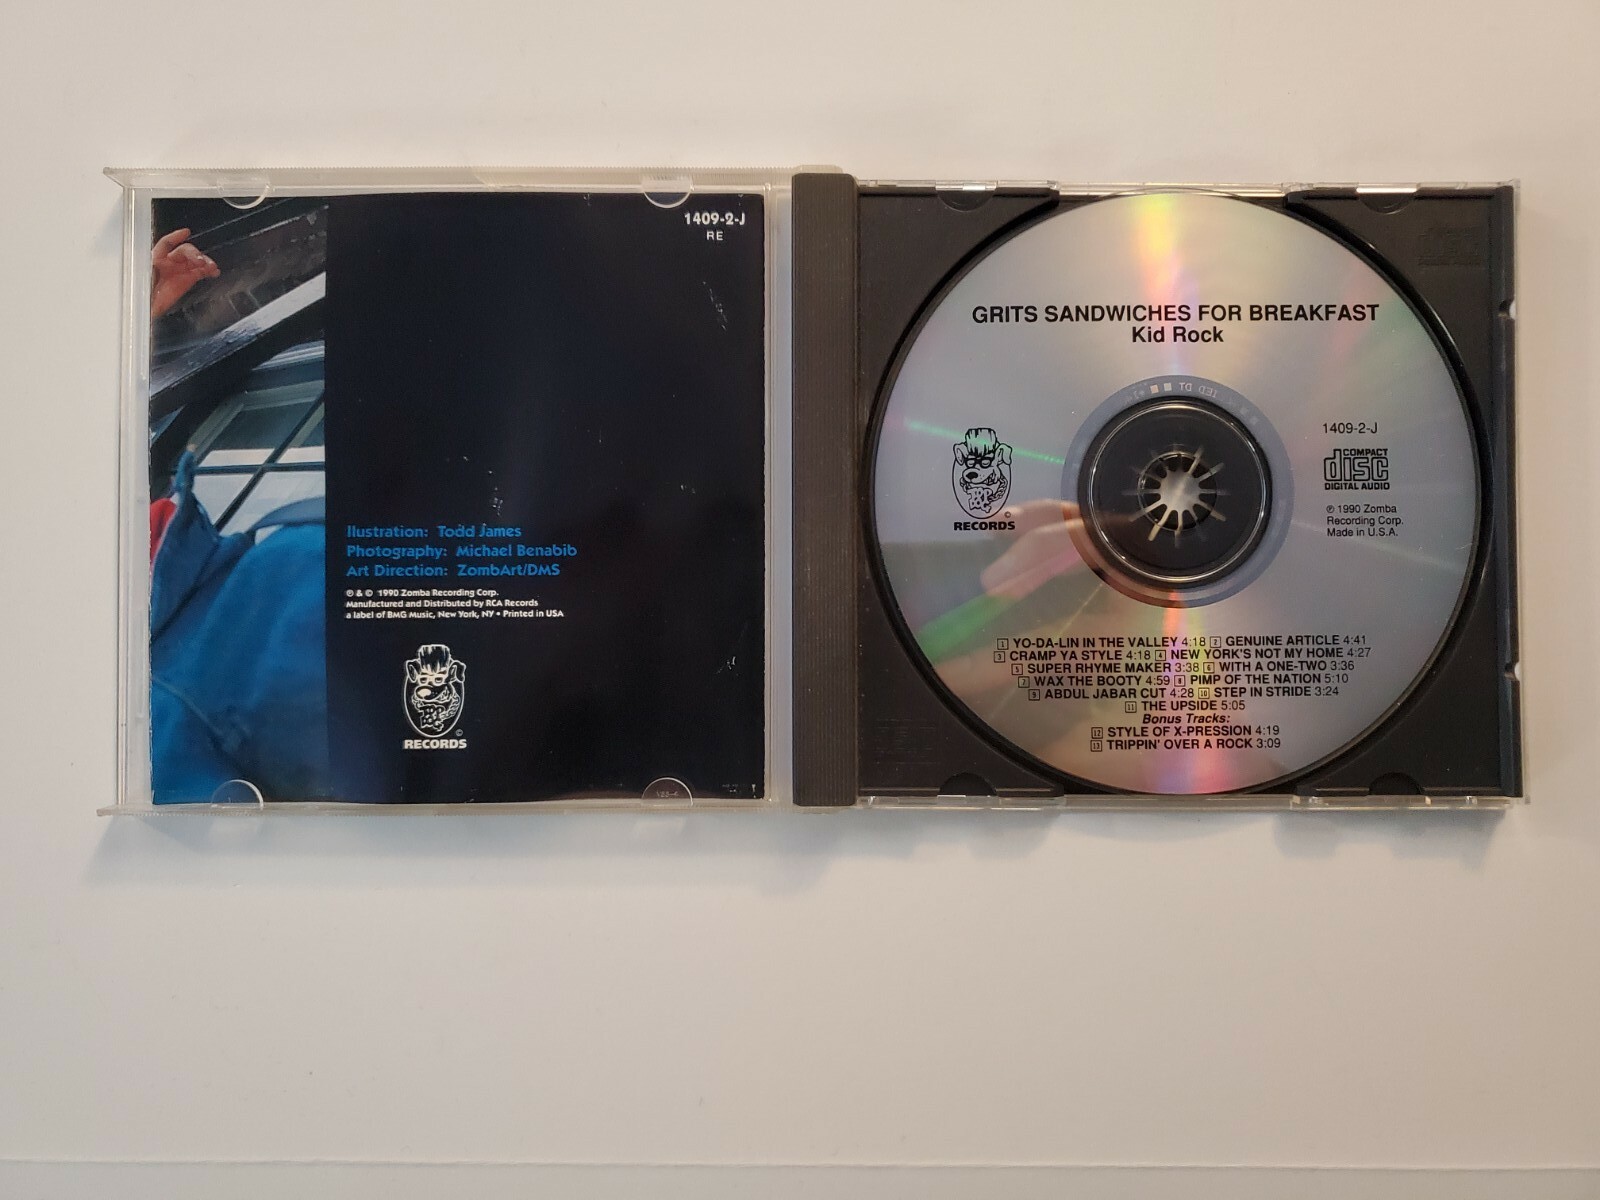 1409-2-J
RE
Ilustration: Todd James
Photography: Michael Benabib
Art Direction: ZombArt/DMS
℗ & © 1990 Zomba Recording Corp.
Manufactured and Distributed by RCA Records
a label of BMG Music, New York, NY • Printed in USA
©
RECORDS
GRITS SANDWICHES FOR BREAKFAST
Kid Rock
©
RECORDS
1409-2-J
COMPACT
disc
DIGITAL AUDIO
℗ 1990 Zomba
Recording Corp.
Made in U.S.A.
1 YO-DA-LIN IN THE VALLEY 4:18 2 GENUINE ARTICLE 4:41
3 CRAMP YA STYLE 4:18 4 NEW YORK'S NOT MY HOME 4:27
5 SUPER RHYME MAKER 3:38 6 WITH A ONE-TWO 3:36
7 WAX THE BOOTY 4:59 8 PIMP OF THE NATION 5:10
9 ABDUL JABAR CUT 4:28 10 STEP IN STRIDE 3:24
11 THE UPSIDE 5:05
Bonus Tracks:
12 STYLE OF X-PRESSION 4:19
13 TRIPPIN' OVER A ROCK 3:09